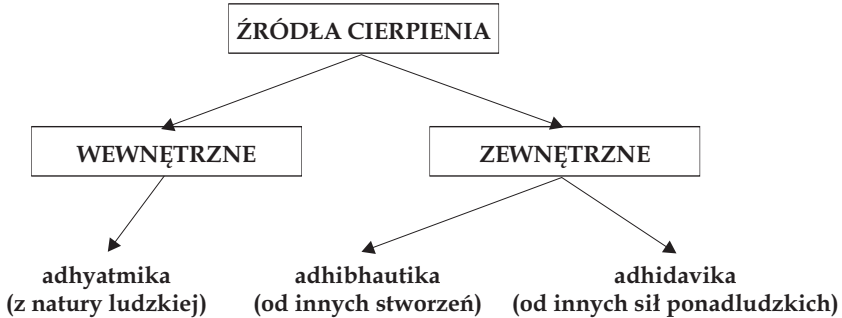 ŹRÓDŁA CIERPIENIA
WEWNĘTRZNE
ZEWNĘTRZNE
adhyatmika
(z natury ludzkiej)
adhibhautika
(od innych stworzeń)
adhidavika
(od innych sił ponadludzkich)